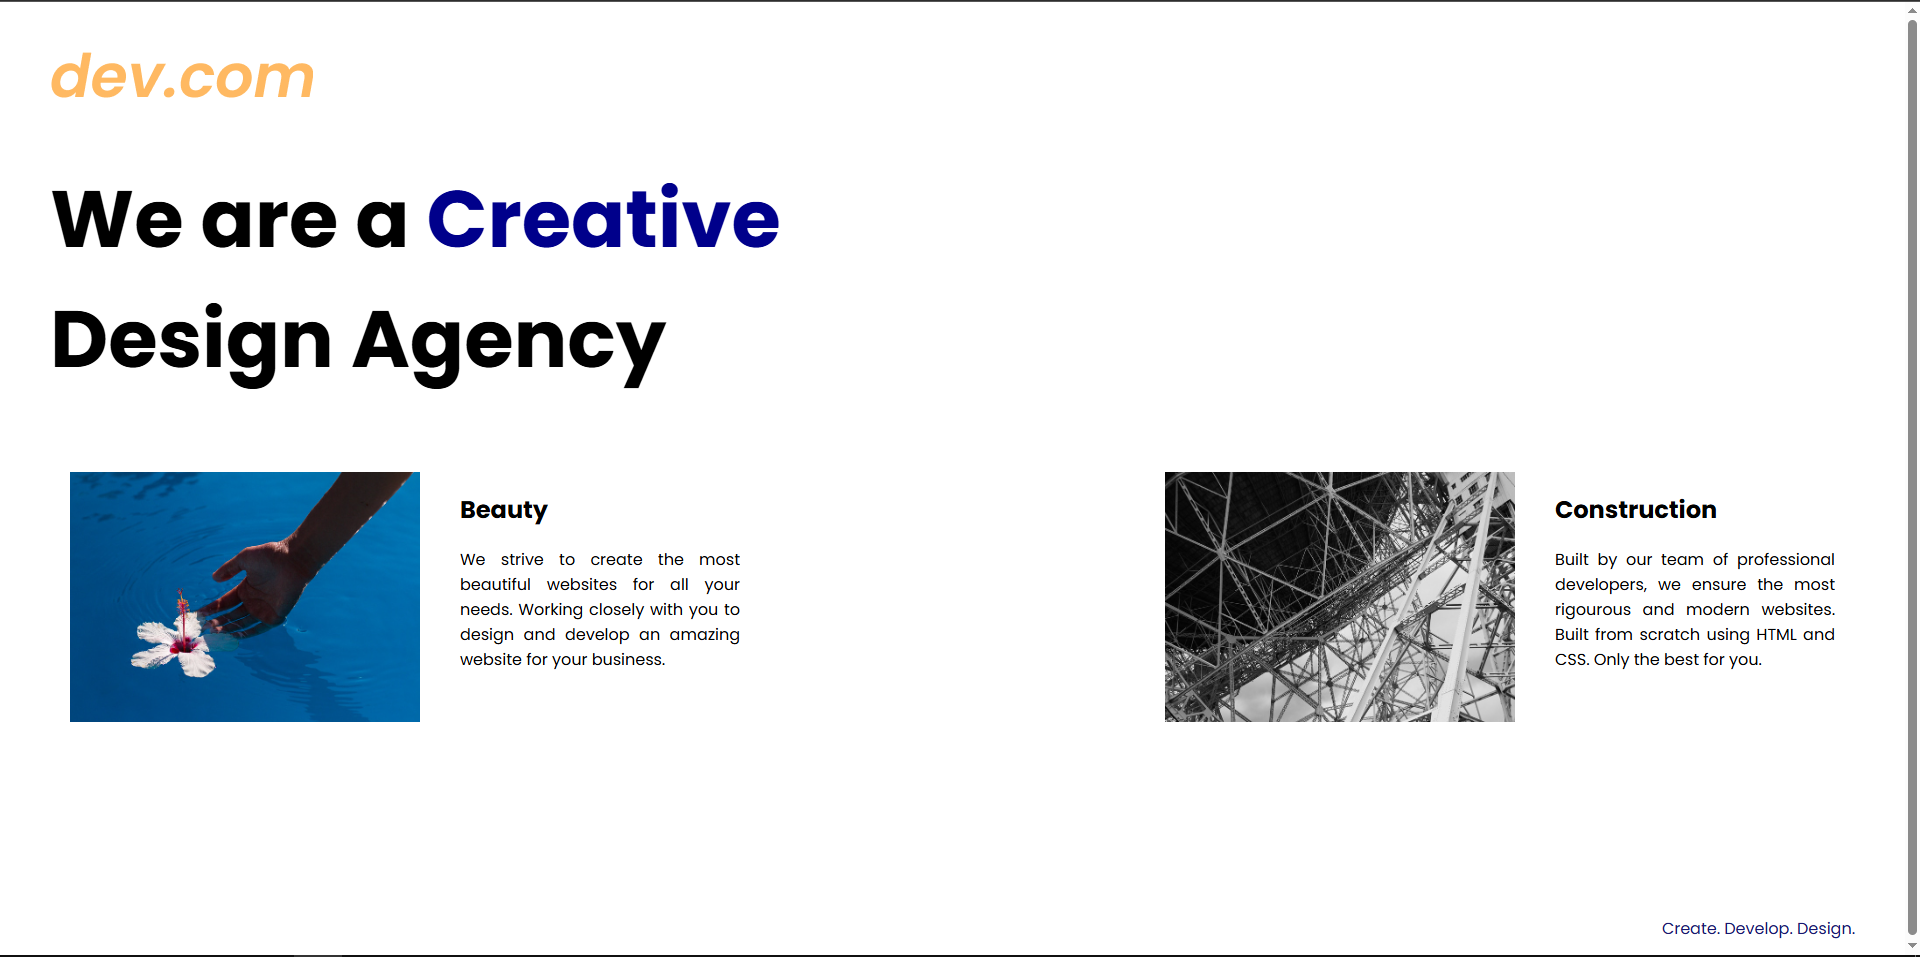 dev.com
We are a Creative
Design Agency
Beauty
We strive to create the most
beautiful websites for all your
needs. Working closely with you to
design and develop an amazing
website for your business.
Construction
Built by our team of professional
developers, we ensure the most
rigourous and modern websites.
Built from scratch using HTML and
CSS. Only the best for you.
Create. Develop. Design.